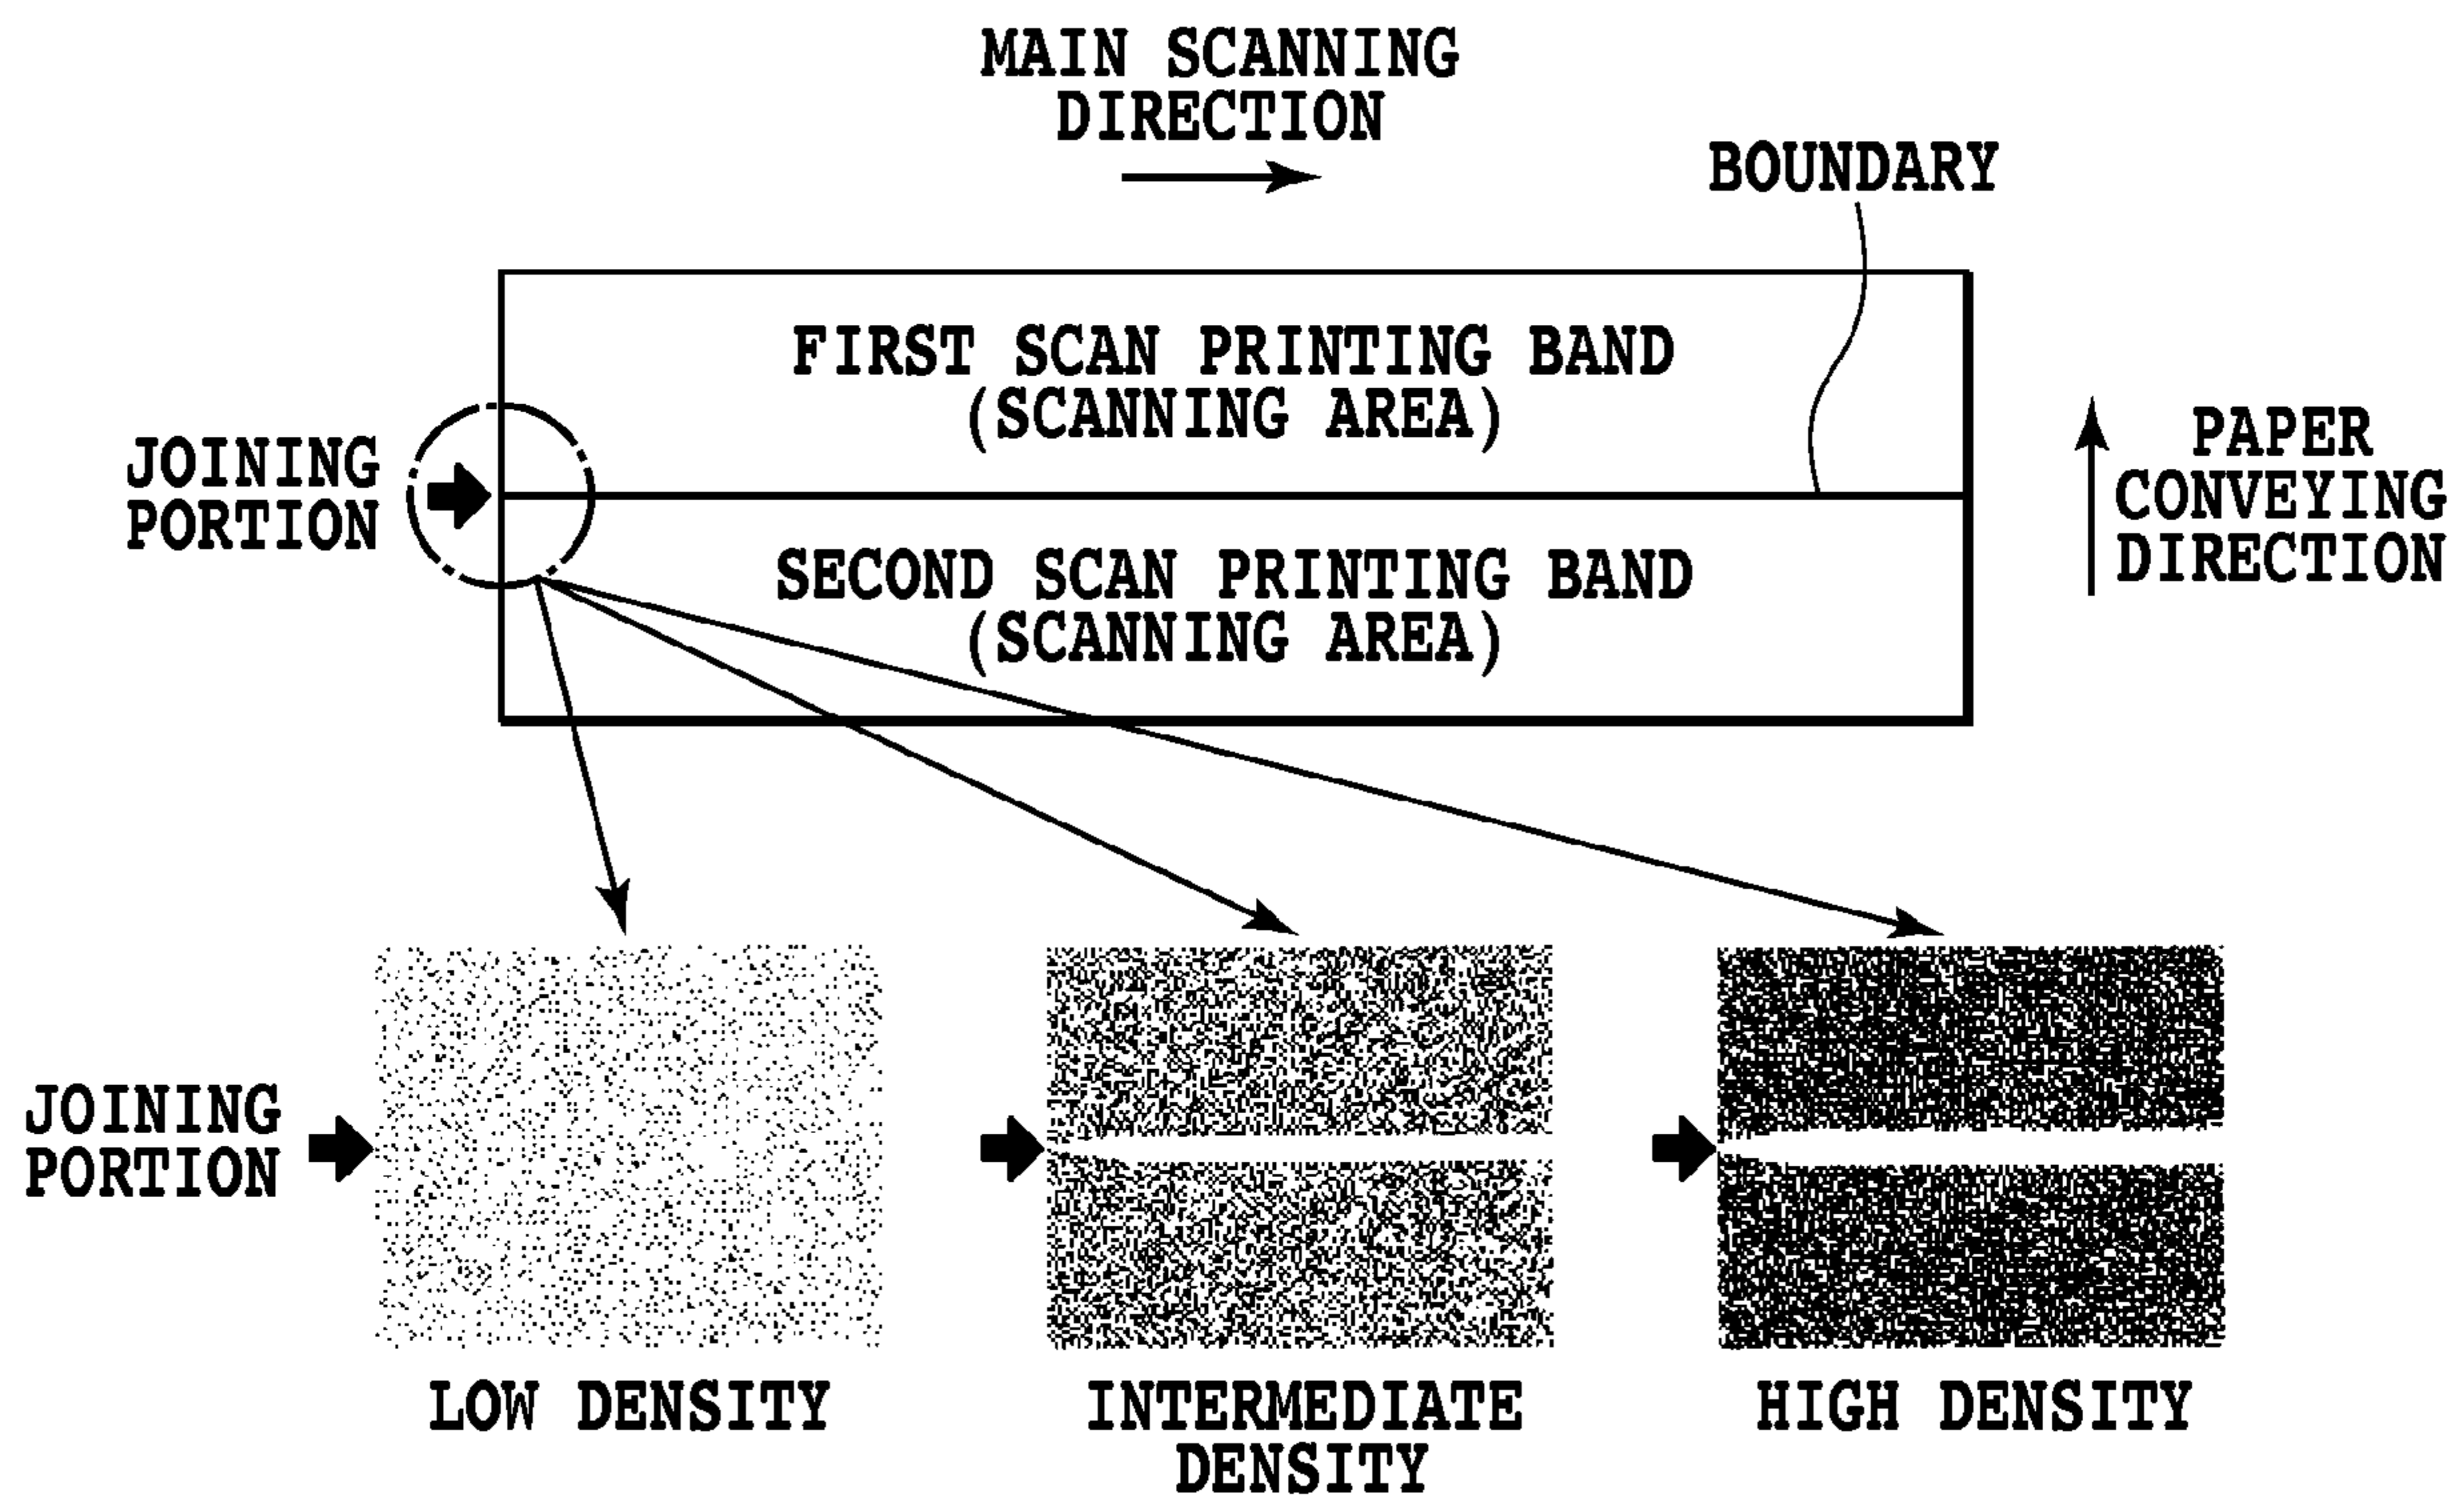 MAIN SCANNING
DIRECTION
BOUNDARY
FIRST SCAN PRINTING BAND
(SCANNING AREA)
JOINING
PORTION
PAPER
CONVEYING
DIRECTION
SECOND SCAN PRINTING BAND
(SCANNING AREA)
JOINING
PORTION
LOW DENSITY
INTERMEDIATE
DENSITY
HIGH DENSITY